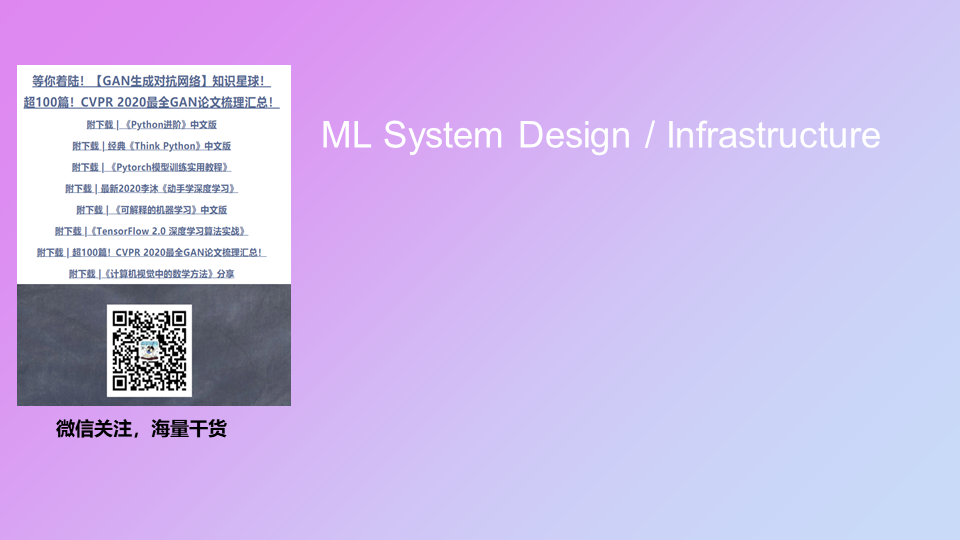 等你着陆！【GAN生成对抗网络】知识星球！
超100篇！CVPR 2020最全GAN论文梳理汇总！
附下载 | 《Python进阶》中文版
附下载 | 经典《Think Python》中文版
附下载 | 《Pytorch模型训练实用教程》
附下载 | 最新2020李沐《动手学深度学习》
附下载 | 《可解释的机器学习》中文版
附下载 |《TensorFlow 2.0 深度学习算法实战》
附下载 | 超100篇！CVPR 2020最全GAN论文梳理汇总！
附下载 |《计算机视觉中的数学方法》分享
微信关注，海量干货
ML System Design / Infrastructure